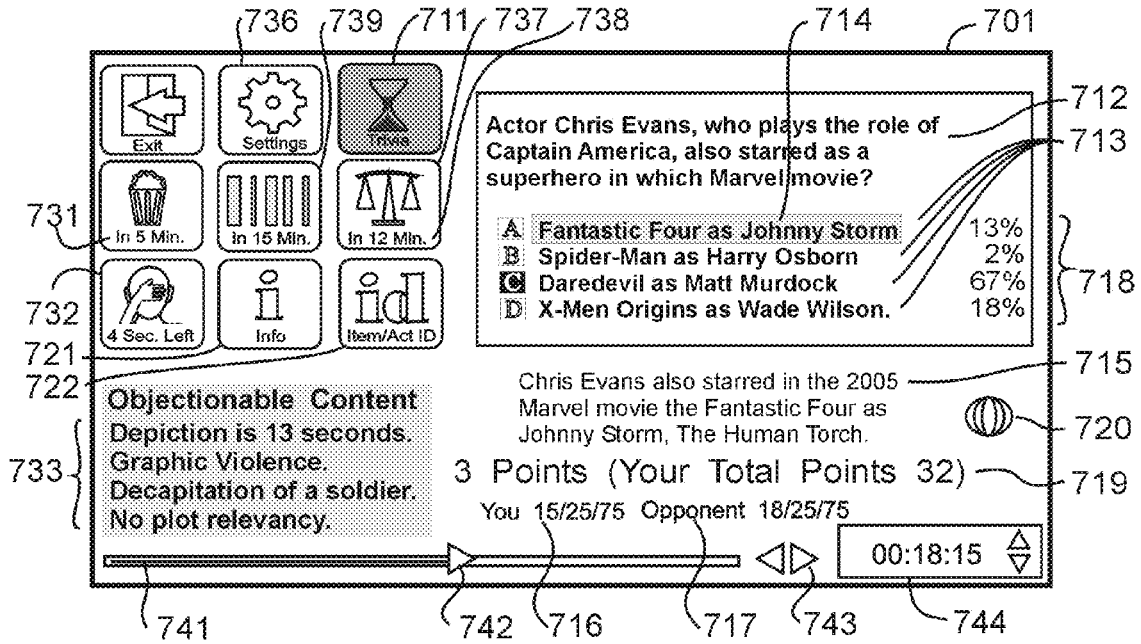 736 739 711 714 737 738 701
Exit
Settings
Trivia
712
713
Actor Chris Evans, who plays the role of
Captain America, also starred as a
superhero in which Marvel movie?
731
In 5 Min.
In 15 Min.
In 12 Min.
A Fantastic Four as Johnny Storm 13%
B Spider-Man as Harry Osborn 2%
C Daredevil as Matt Murdock 67%
D X-Men Origins as Wade Wilson. 18%
718
732
4 Sec. Left
i
Info
id
Item/Act ID
721
722
Chris Evans also starred in the 2005
Marvel movie the Fantastic Four as
Johnny Storm, The Human Torch.
715
720
Objectionable Content
Depiction is 13 seconds.
Graphic Violence.
Decapitation of a soldier.
No plot relevancy.
733
3 Points (Your Total Points 32)
719
You 15/25/75 Opponent 18/25/75
00:18:15
741 742 716 717 743 744